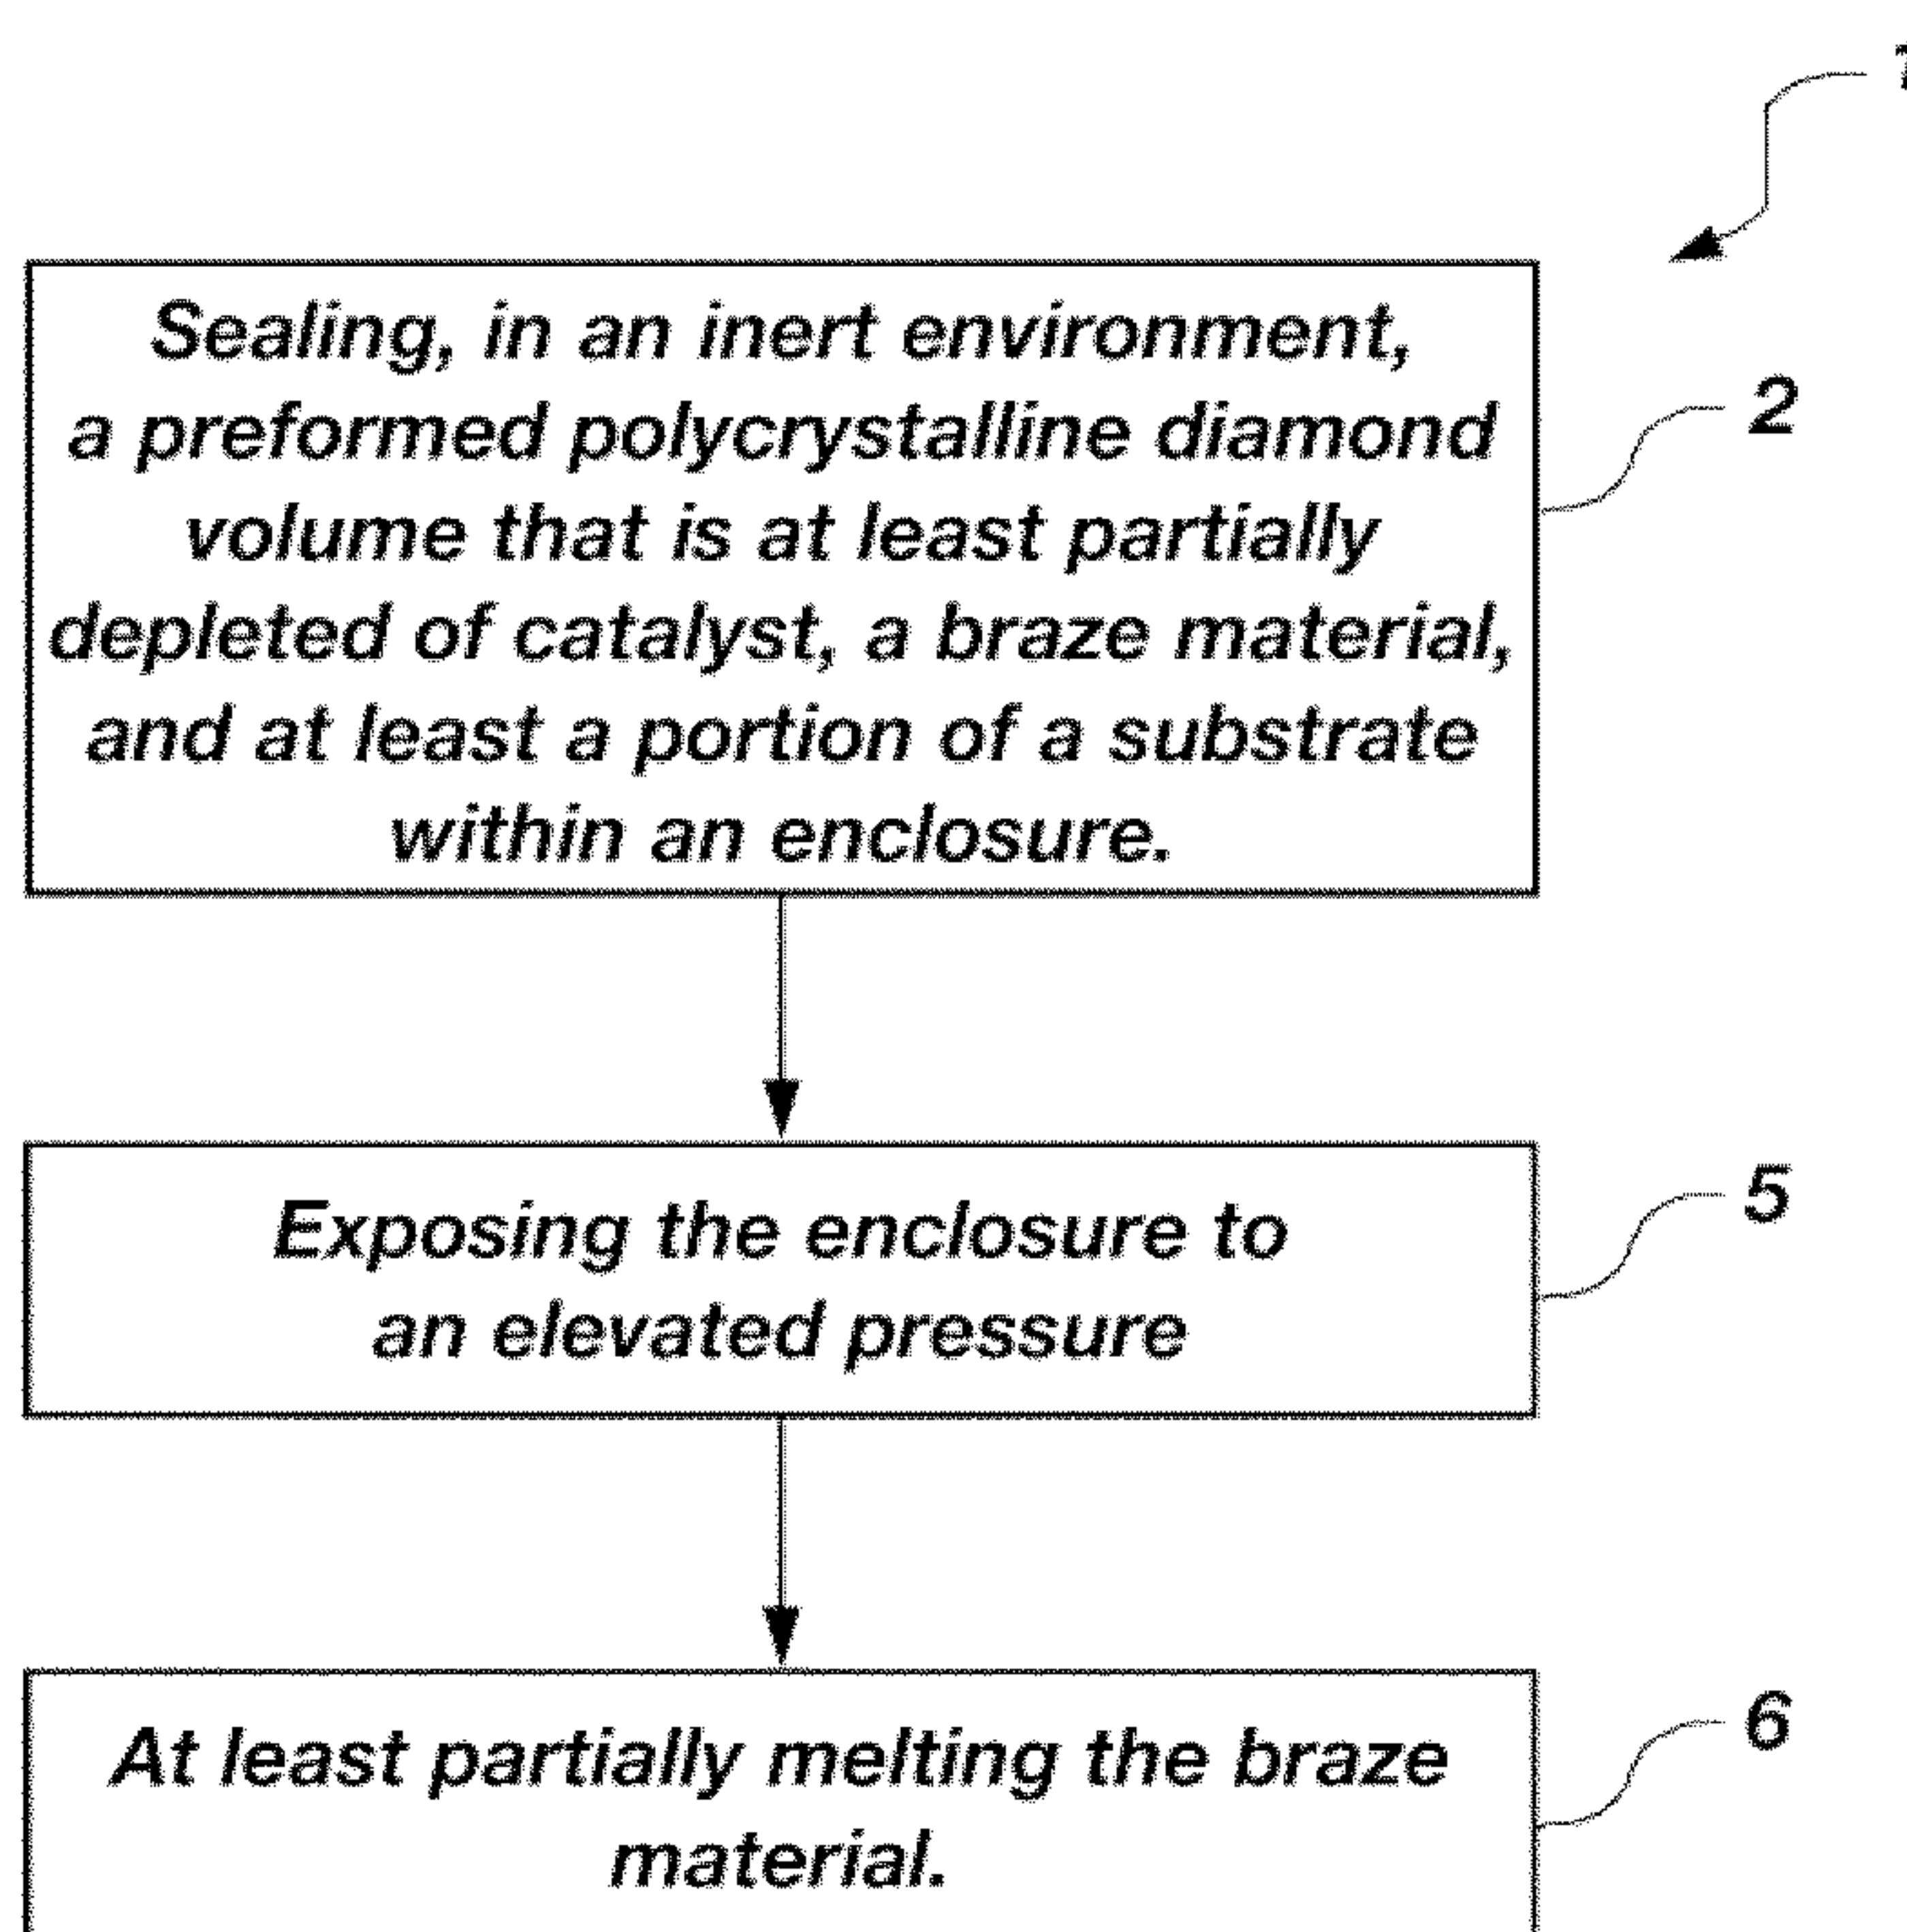 Sealing, in an inert environment,
a preformed polycrystalline diamond
volume that is at least partially
depleted of catalyst, a braze material,
and at least a portion of a substrate
within an enclosure.
2
Exposing the enclosure to
an elevated pressure
5
At least partially melting the braze
material.
6